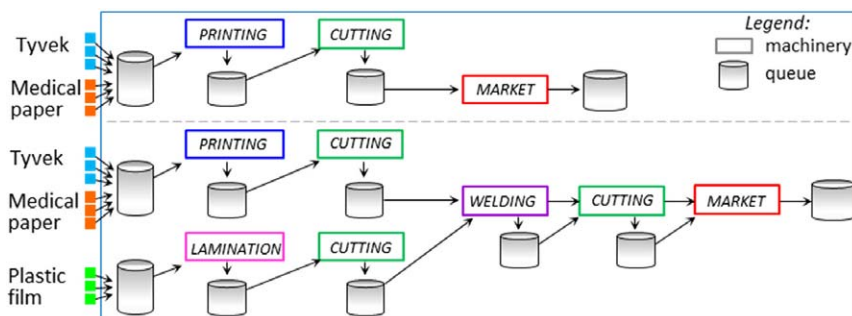 Legend:
machinery
queue
Tyvek
Medical
paper
PRINTING
CUTTING
MARKET
Tyvek
Medical
paper
PRINTING
CUTTING
WELDING
CUTTING
MARKET
Plastic
film
LAMINATION
CUTTING